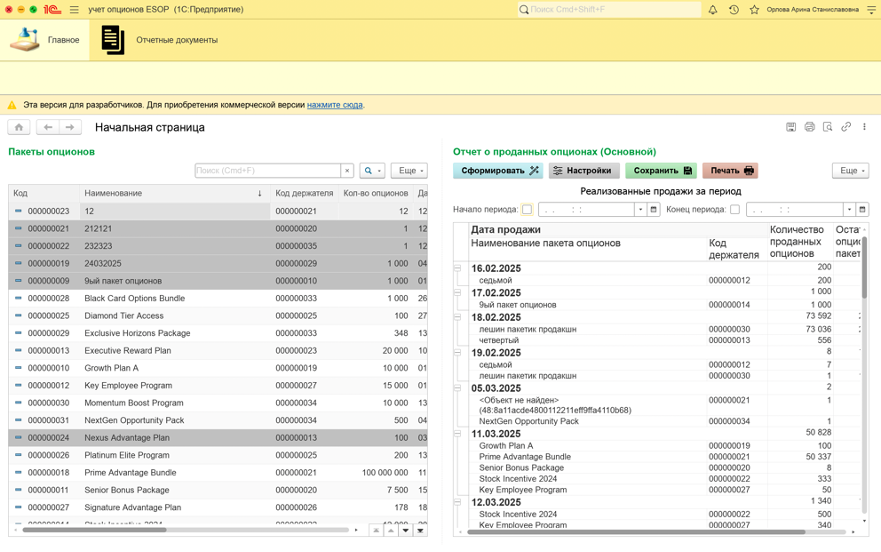 1С учет опционов ESOP (1С:Предприятие) Поиск Cmd+Shift+F Орлова Арина Станиславовна
Главное Отчетные документы
Эта версия для разработчиков. Для приобретения коммерческой версии нажмите сюда.
Начальная страница
Пакеты опционов
Поиск (Cmd+F) × Еще
Код Наименование ↓ Код держателя Кол-во опционов Да
000000023 12 000000021 12 12
000000021 212121 000000020 1 12
000000022 232323 000000035 1 12
000000019 24032025 000000029 1 000 04
000000009 9ый пакет опционов 000000010 1 000 01
000000028 Black Card Options Bundle 000000033 1 000 26
000000025 Diamond Tier Access 000000025 100 27
000000029 Exclusive Horizons Package 000000033 348 13
000000013 Executive Reward Plan 000000023 20 000 10
000000010 Growth Plan A 000000019 10 000 01
000000012 Key Employee Program 000000027 15 000 01
000000030 Momentum Boost Program 000000034 10 000 13
000000031 NextGen Opportunity Pack 000000034 500 04
000000024 Nexus Advantage Plan 000000013 100 03
000000026 Platinum Elite Program 000000025 200 13
000000018 Prime Advantage Bundle 000000021 100 000 000 11
000000011 Senior Bonus Package 000000020 7 500 15
000000027 Signature Advantage Plan 000000026 178 18
Отчет о проданных опционах (Основной)
Сформировать Настройки Сохранить Печать Еще
Реализованные продажи за период
Начало периода: . . : : Конец периода: . . : :
Дата продажи Количество проданных опционов Оста опцио пакет
Наименование пакета опционов Код держателя
16.02.2025 200
седьмой 000000012 200
17.02.2025 1 000
9ый пакет опционов 000000014 1 000
18.02.2025 73 592
лешин пакетик продакшн 000000030 73 036
четвертый 000000013 556
19.02.2025 8
седьмой 000000012 7
лешин пакетик продакшн 000000030 1
05.03.2025 2
<Объект не найден> 000000021 1
(48:8a11acde4800112211eff9ffa4110b68)
NextGen Opportunity Pack 000000034 1
11.03.2025 50 828
Growth Plan A 000000019 100
Prime Advantage Bundle 000000021 50 337
Senior Bonus Package 000000020 8
Stock Incentive 2024 000000022 333
Key Employee Program 000000027 50
12.03.2025 1 340
Stock Incentive 2024 000000022 500
Key Employee Program 000000027 340